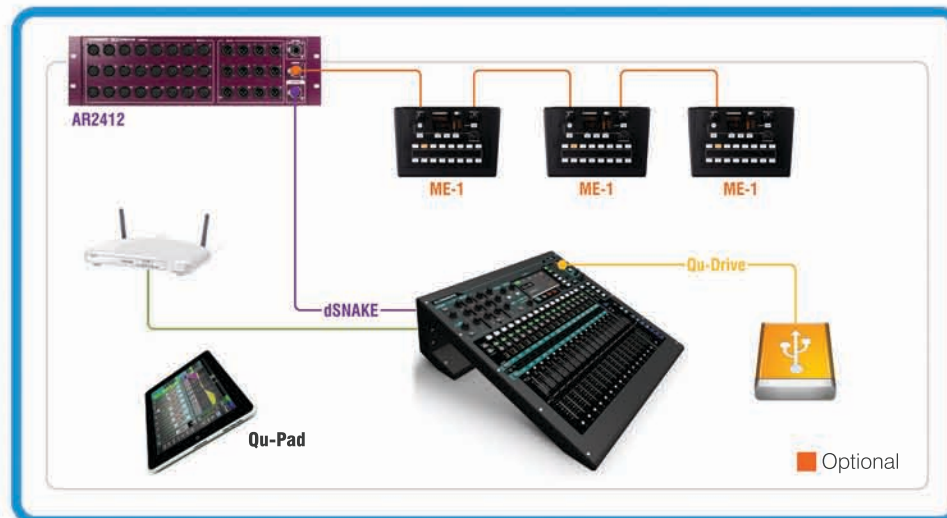 AR2412
ME-1
ME-1
ME-1
Qu-Drive
dSNAKE
Qu-Pad
Optional